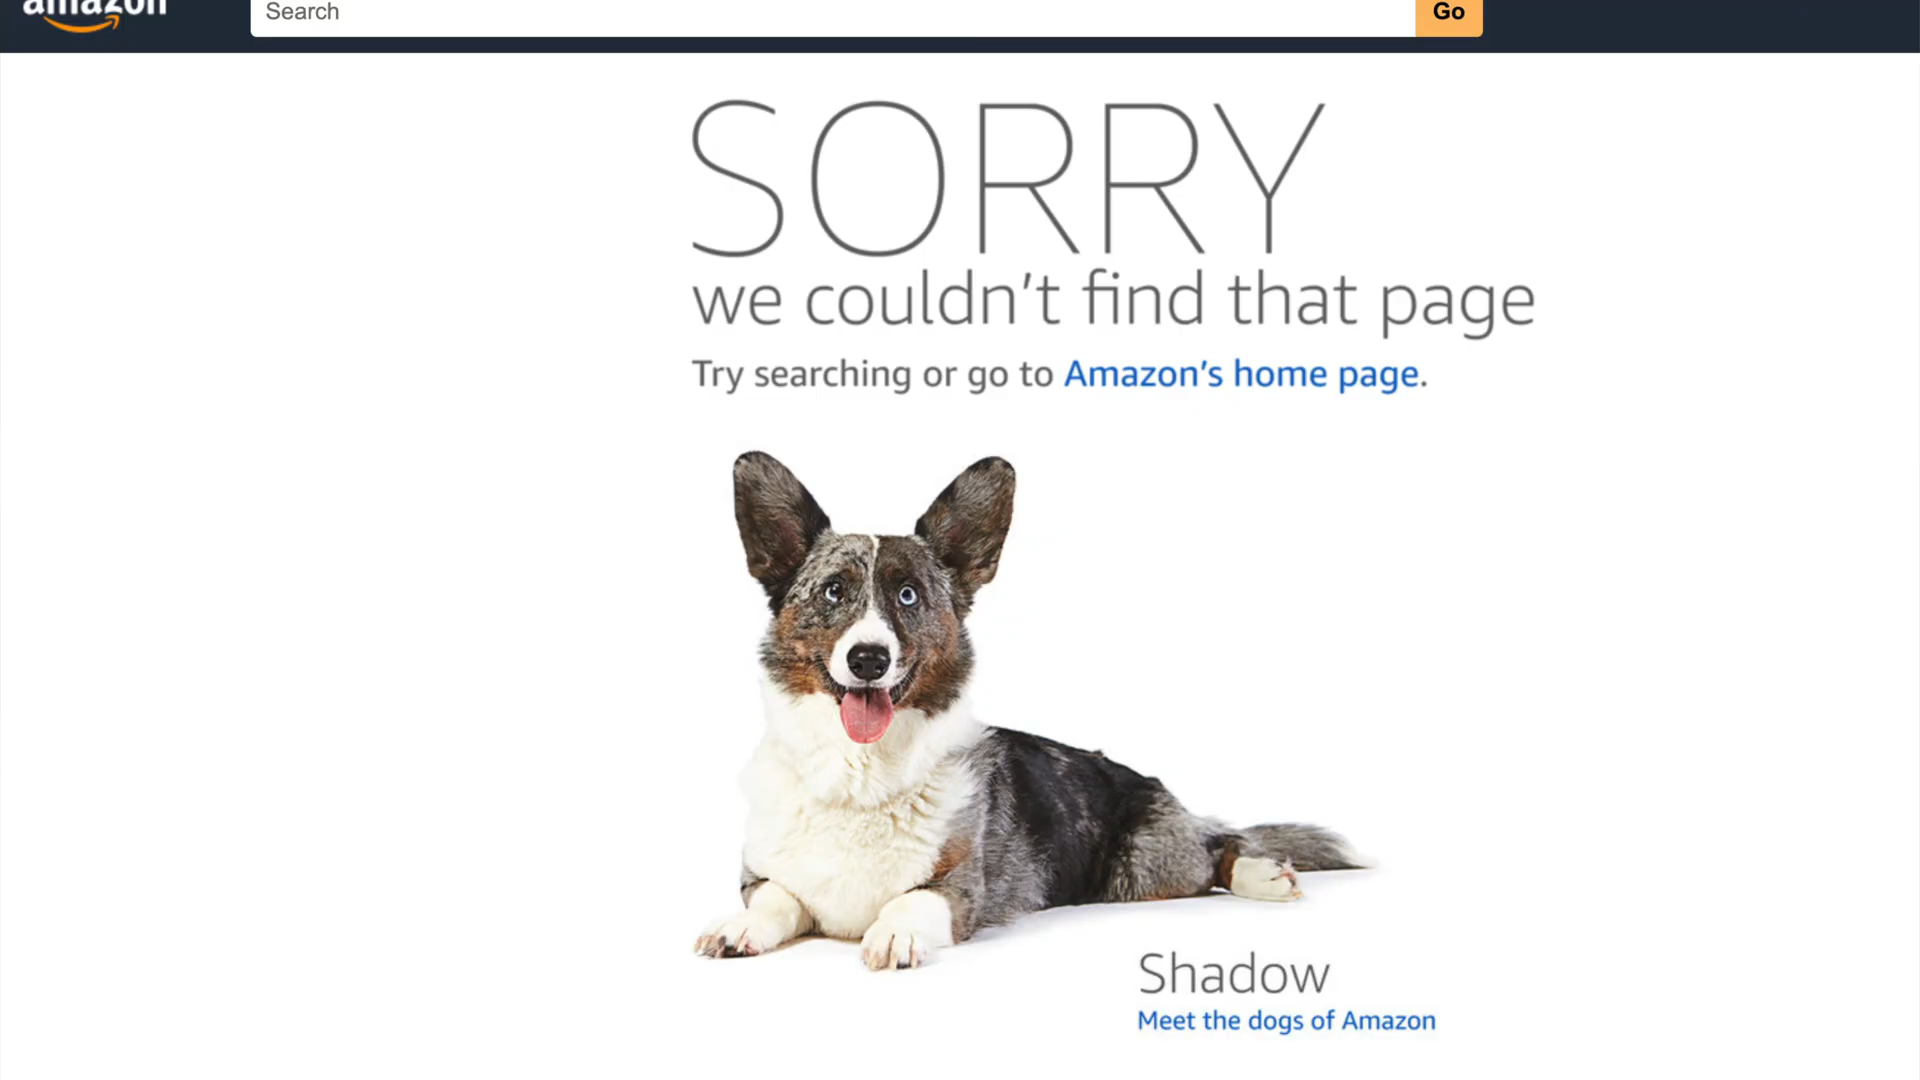 amazon
Search
Go
SORRY
we couldn't find that page
Try searching or go to Amazon's home page.
Shadow
Meet the dogs of Amazon